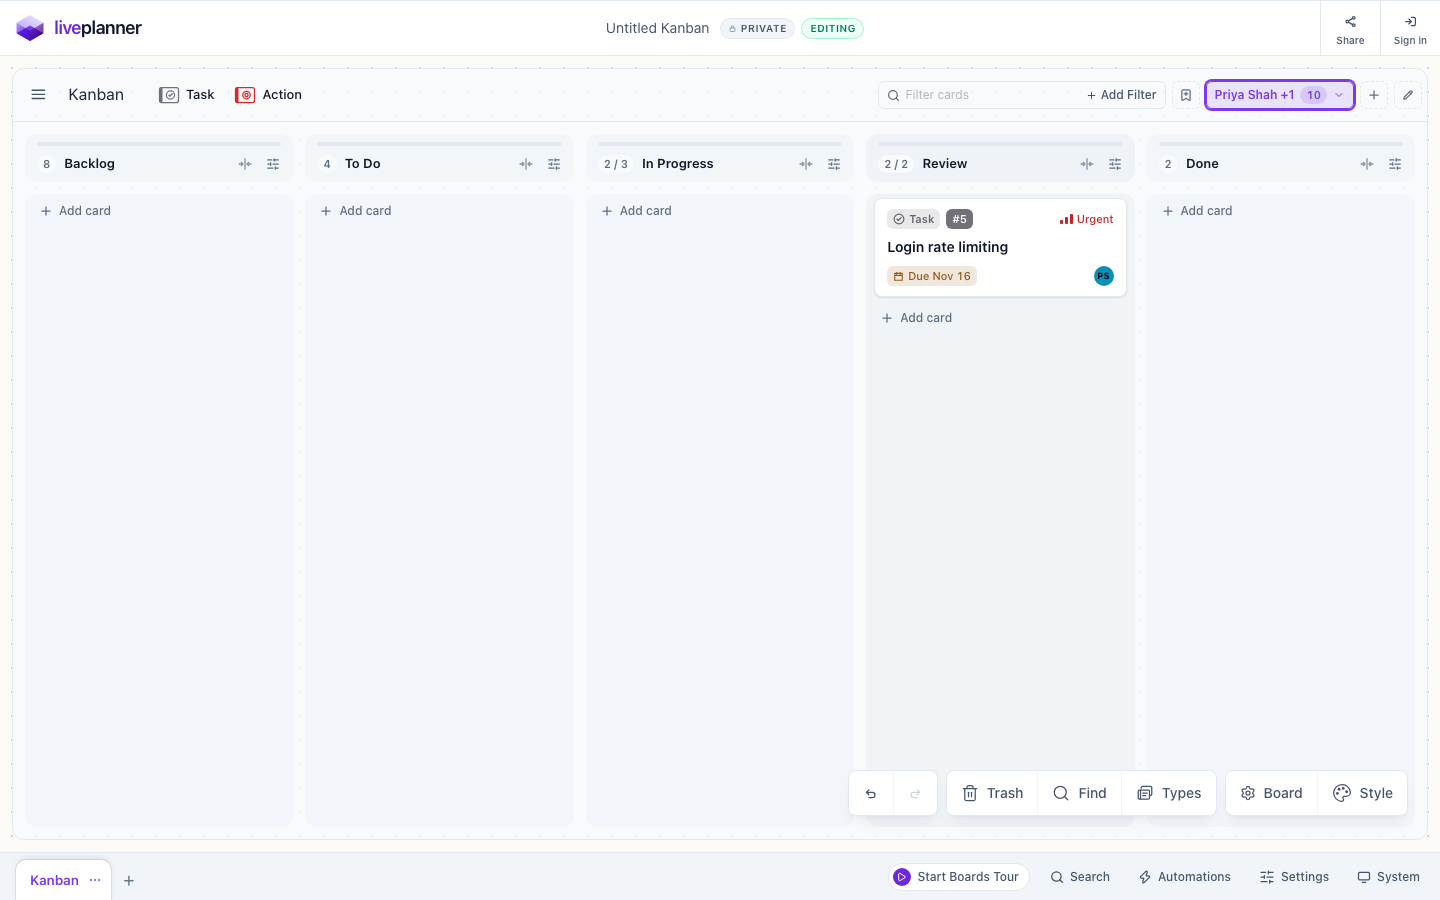 liveplanner
Untitled Kanban
PRIVATE
EDITING
Share
Sign in
Kanban
Task
Action
Filter cards
Add Filter
Priya Shah +1
10
8
Backlog
4
To Do
2 / 3
In Progress
2 / 2
Review
2
Done
Add card
Add card
Add card
Task
#5
Urgent
Login rate limiting
Due Nov 16
PS
Add card
Add card
Trash
Find
Types
Board
Style
Kanban
Start Boards Tour
Search
Automations
Settings
System